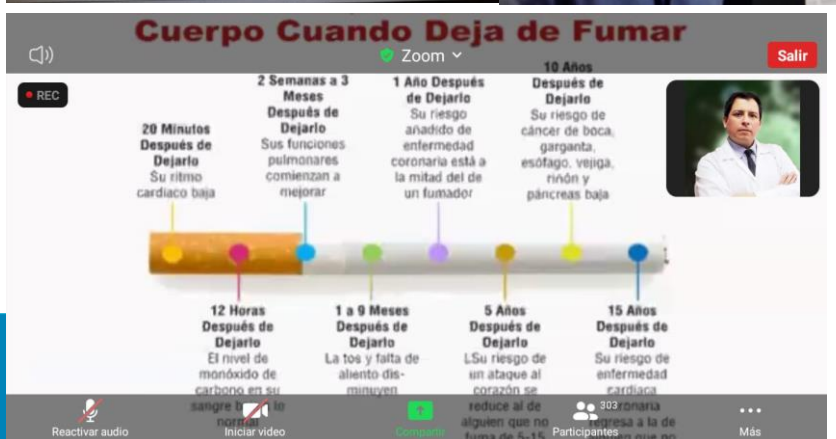 Cuerpo Cuando Deja de Fumar
Zoom
Salir
REC
20 Minutos
Después de
Dejarlo
Su ritmo
cardiaco baja
2 Semanas a 3
Meses
Después de
Dejarlo
Sus funciones
pulmonares
comienzan a
mejorar
1 Año Después
de Dejarlo
Su riesgo
añadido de
enfermedad
coronaria está a
la mitad del de
un fumador
10 Años
Después de
Dejarlo
Su riesgo de
cáncer de boca,
garganta,
esófago, vejiga,
riñón y
páncreas baja
12 Horas
Después de
Dejarlo
El nivel de
monóxido de
carbono en su
sangre
1 a 9 Meses
Después de
Dejarlo
La tos y falta de
aliento dis-
minuyen
5 Años
Después de
Dejarlo
LSu riesgo de
un ataque al
corazón se
reduce al de
alguien que no
fuma de 5-15
15 Años
Después de
Dejarlo
Su riesgo de
enfermedad
cardiaca
regresa a la de
Reactivar audio
Iniciar video
Compartir
303
Participantes
Más